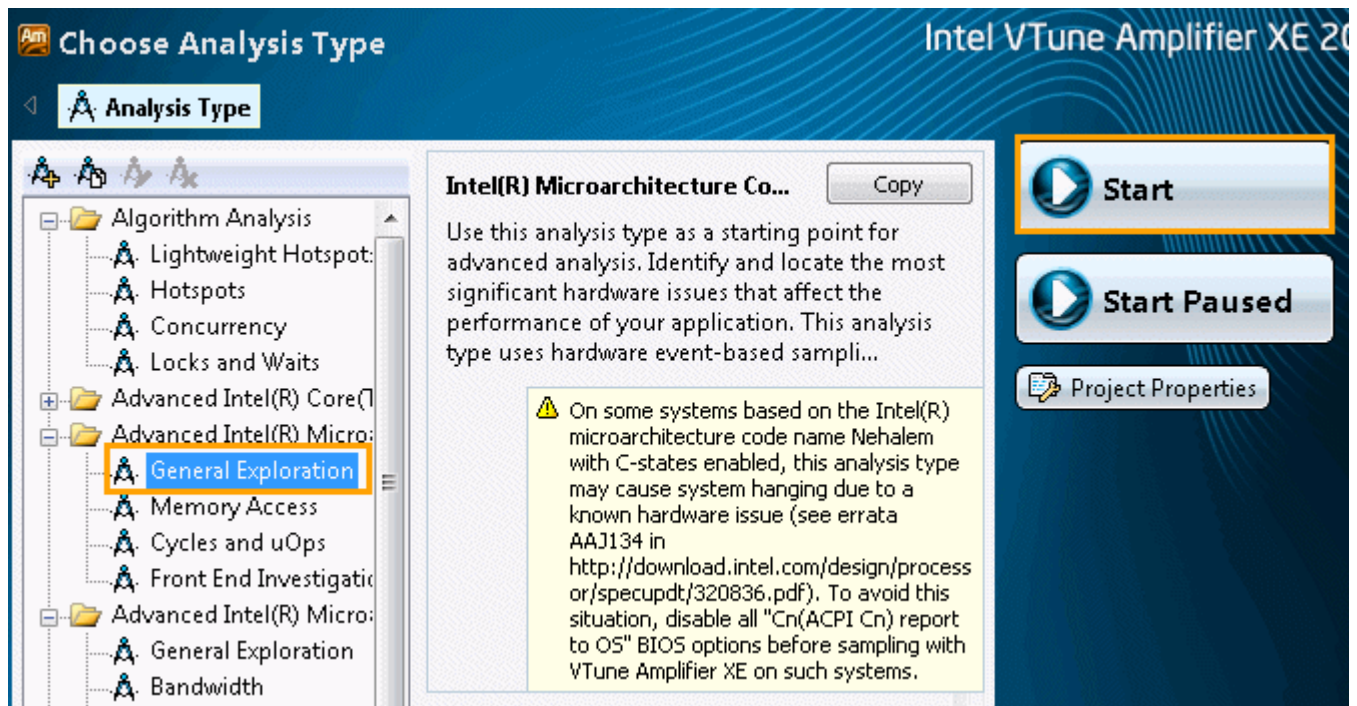 Am Choose Analysis Type
Intel VTune Amplifier XE 20
Analysis Type
Algorithm Analysis
Lightweight Hotspot:
Hotspots
Concurrency
Locks and Waits
Advanced Intel(R) Core(T
Advanced Intel(R) Micro
General Exploration
Memory Access
Cycles and uOps
Front End Investigatio
Advanced Intel(R) Micro
General Exploration
Bandwidth
Intel(R) Microarchitecture Co...
Copy
Use this analysis type as a starting point for
advanced analysis. Identify and locate the most
significant hardware issues that affect the
performance of your application. This analysis
type uses hardware event-based sampli...
On some systems based on the Intel(R)
microarchitecture code name Nehalem
with C-states enabled, this analysis type
may cause system hanging due to a
known hardware issue (see errata
AAJ134 in
http://download.intel.com/design/process
or/specupdt/320836.pdf). To avoid this
situation, disable all "Cn(ACPI Cn) report
to OS" BIOS options before sampling with
VTune Amplifier XE on such systems.
Start
Start Paused
Project Properties